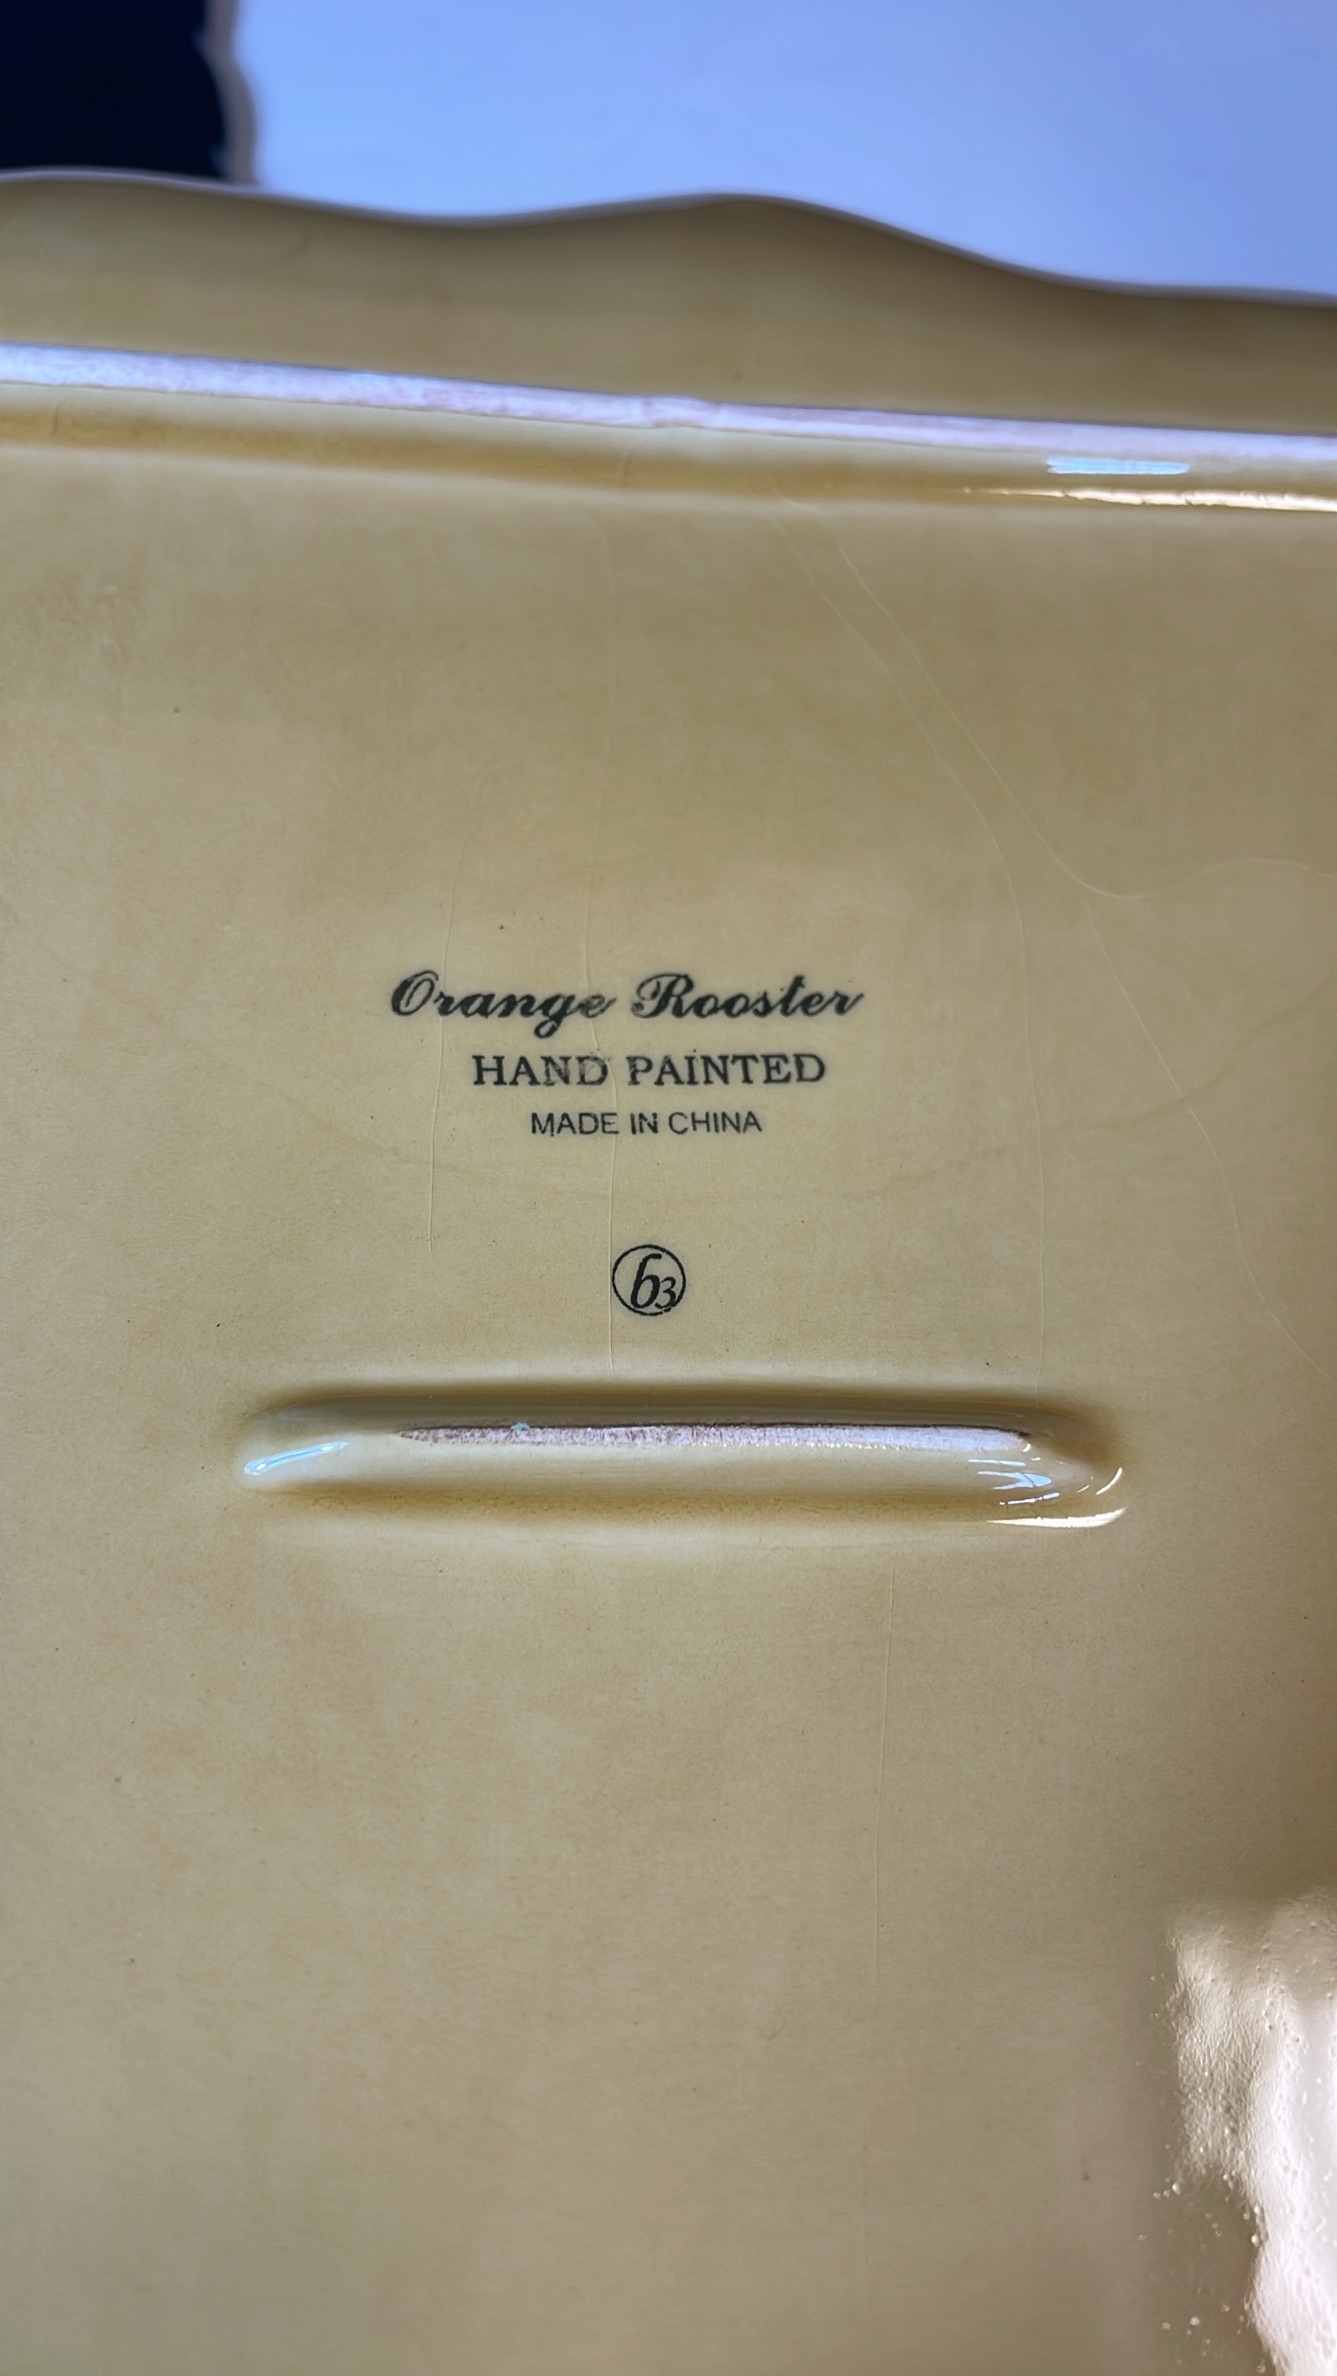 Orange Rooster
HAND PAINTED
MADE IN CHINA
63